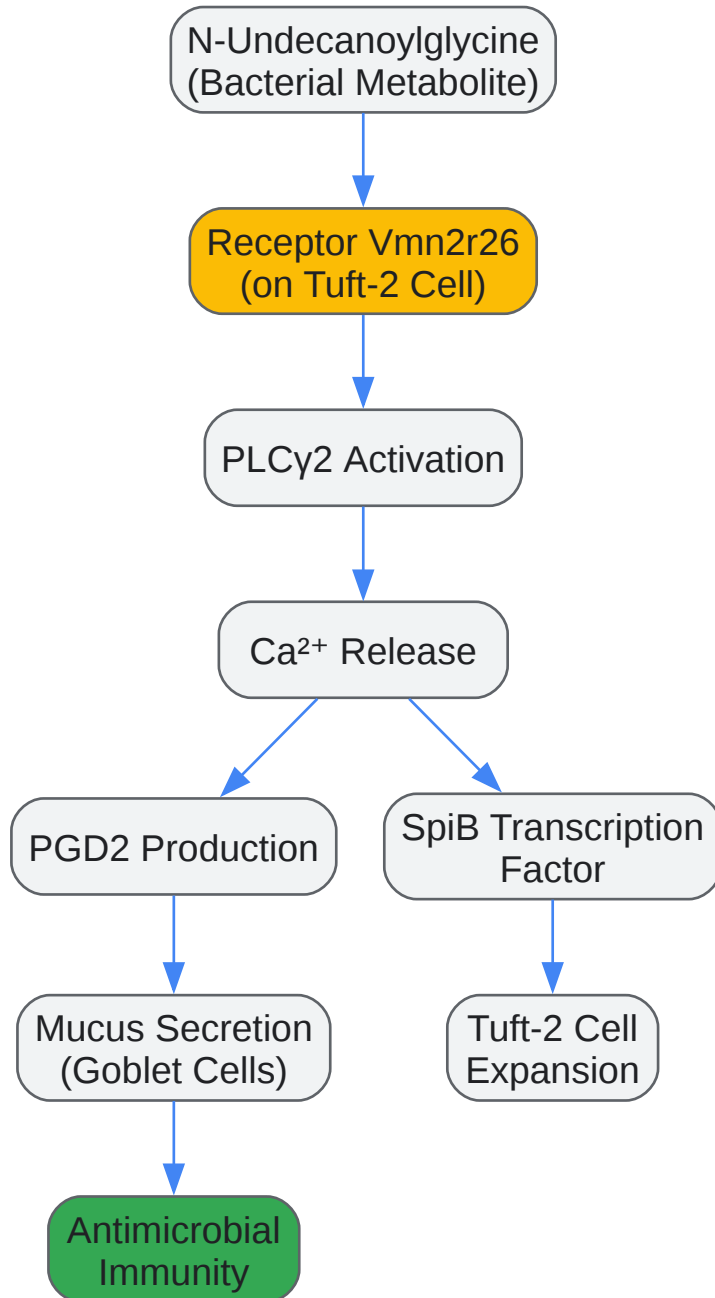 N-Undecanoylglycine
(Bacterial Metabolite)
Receptor Vmn2r26
(on Tuft-2 Cell)
PLCγ2 Activation
Ca²⁺ Release
PGD2 Production
SpiB Transcription
Factor
Mucus Secretion
(Goblet Cells)
Tuft-2 Cell
Expansion
Antimicrobial
Immunity